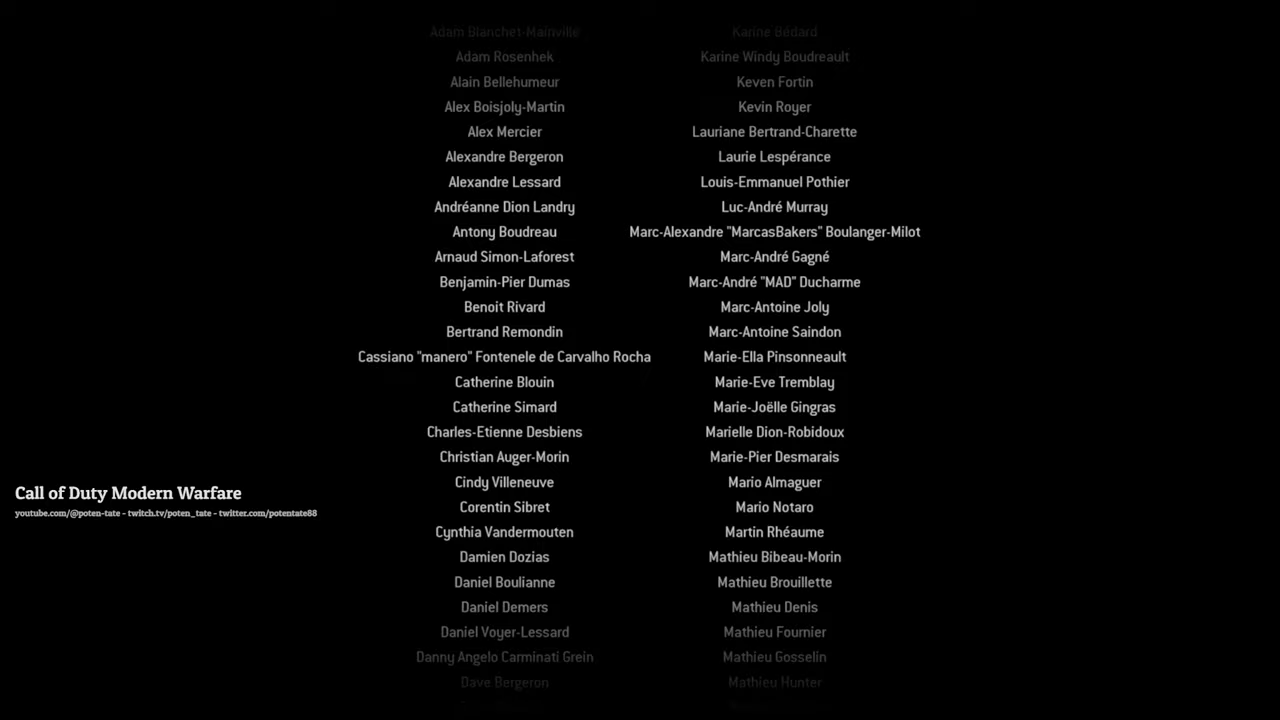 Adam Blanchet-Mainville
Adam Rosenhek
Alain Bellehumeur
Alex Boisjoly-Martin
Alex Mercier
Alexandre Bergeron
Alexandre Lessard
Andréanne Dion Landry
Antony Boudreau
Arnaud Simon-Laforest
Benjamin-Pier Dumas
Benoit Rivard
Bertrand Remondin
Cassiano "manero" Fontenele de Carvalho Rocha
Catherine Blouin
Catherine Simard
Charles-Etienne Desbiens
Christian Auger-Morin
Cindy Villeneuve
Corentin Sibret
Cynthia Vandermouten
Damien Dozias
Daniel Boulianne
Daniel Demers
Daniel Voyer-Lessard
Danny Angelo Carminati Grein
Dave Bergeron
Karine Bédard
Karine Windy Boudreault
Keven Fortin
Kevin Royer
Lauriane Bertrand-Charette
Laurie Lespérance
Louis-Emmanuel Pothier
Luc-André Murray
Marc-Alexandre "MarcasBakers" Boulanger-Milot
Marc-André Gagné
Marc-André "MAD" Ducharme
Marc-Antoine Joly
Marc-Antoine Saindon
Marie-Ella Pinsonneault
Marie-Eve Tremblay
Marie-Joëlle Gingras
Marielle Dion-Robidoux
Marie-Pier Desmarais
Mario Almaguer
Mario Notaro
Martin Rhéaume
Mathieu Bibeau-Morin
Mathieu Brouillette
Mathieu Denis
Mathieu Fournier
Mathieu Gosselin
Mathieu Hunter
Call of Duty Modern Warfare
youtube.com/@poten-tate - twitch.tv/poten_tate - twitter.com/potentate88